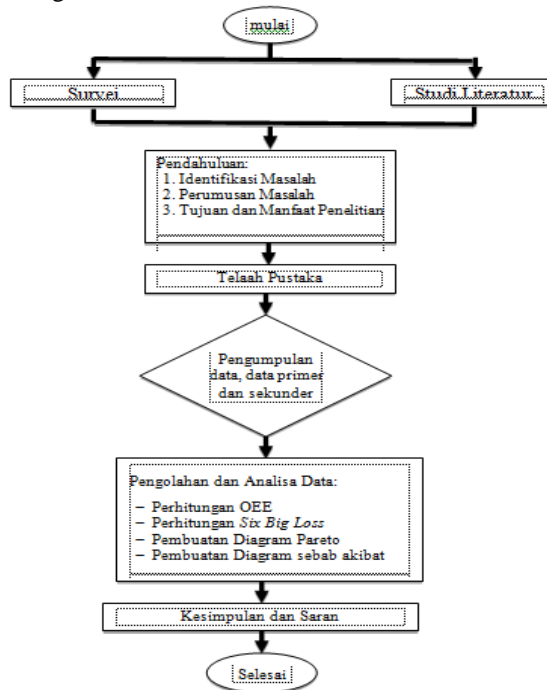 mulai
Survei
Studi Literatur
Pendahuluan:
1. Identifikasi Masalah
2. Perumusan Masalah
3. Tujuan dan Manfaat Penelitian
Telaah Pustaka
Pengumpulan
data, data primer
dan sekunder
Pengolahan dan Analisa Data:
– Perhitungan OEE
– Perhitungan Six Big Loss
– Pembuatan Diagram Pareto
– Pembuatan Diagram sebab akibat
Kesimpulan dan Saran
Selesai